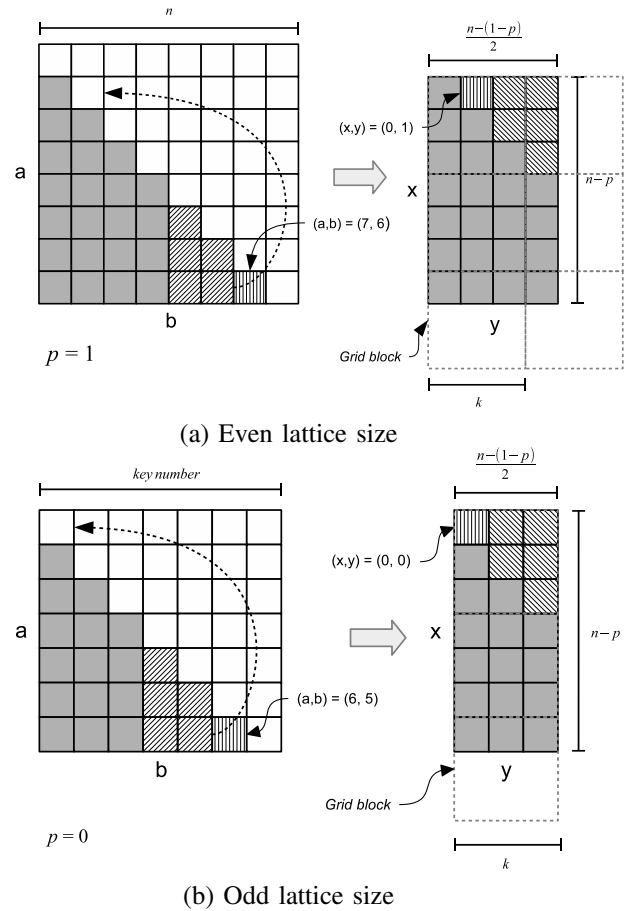 n
n−(1−p)
2
(x,y) = (0, 1)
a
x
n−p
(a,b) = (7, 6)
b
y
p = 1
Grid block
k
(a) Even lattice size
key number
n−(1−p)
2
(x,y) = (0, 0)
a
x
n−p
(a,b) = (6, 5)
b
y
Grid block
p = 0
k
(b) Odd lattice size